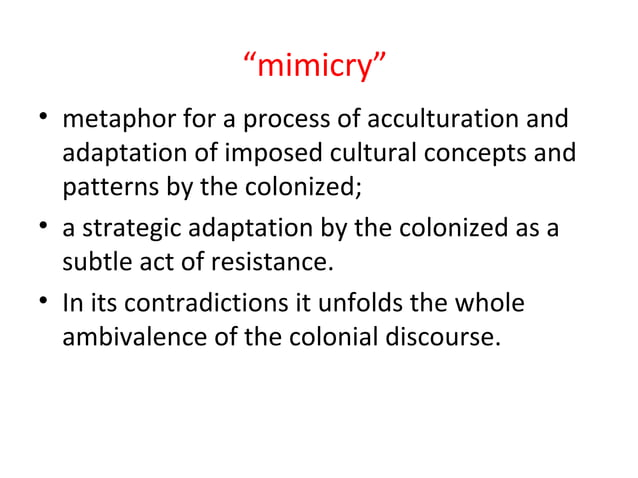 “mimicry”
• metaphor for a process of acculturation and
adaptation of imposed cultural concepts and
patterns by the colonized;
• a strategic adaptation by the colonized as a
subtle act of resistance.
• In its contradictions it unfolds the whole
ambivalence of the colonial discourse.